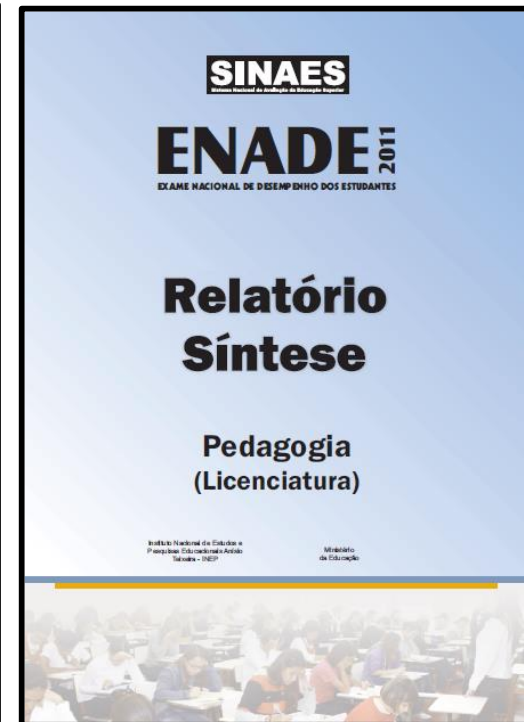 SINAES
Sistema Nacional de Avaliação da Educação Superior
ENADE 2011
EXAME NACIONAL DE DESEMPENHO DOS ESTUDANTES
Relatório
Síntese
Pedagogia
(Licenciatura)
Instituto Nacional de Estudos e
Pesquisas Educacionais Anísio
Teixeira - INEP
Ministério
da Educação